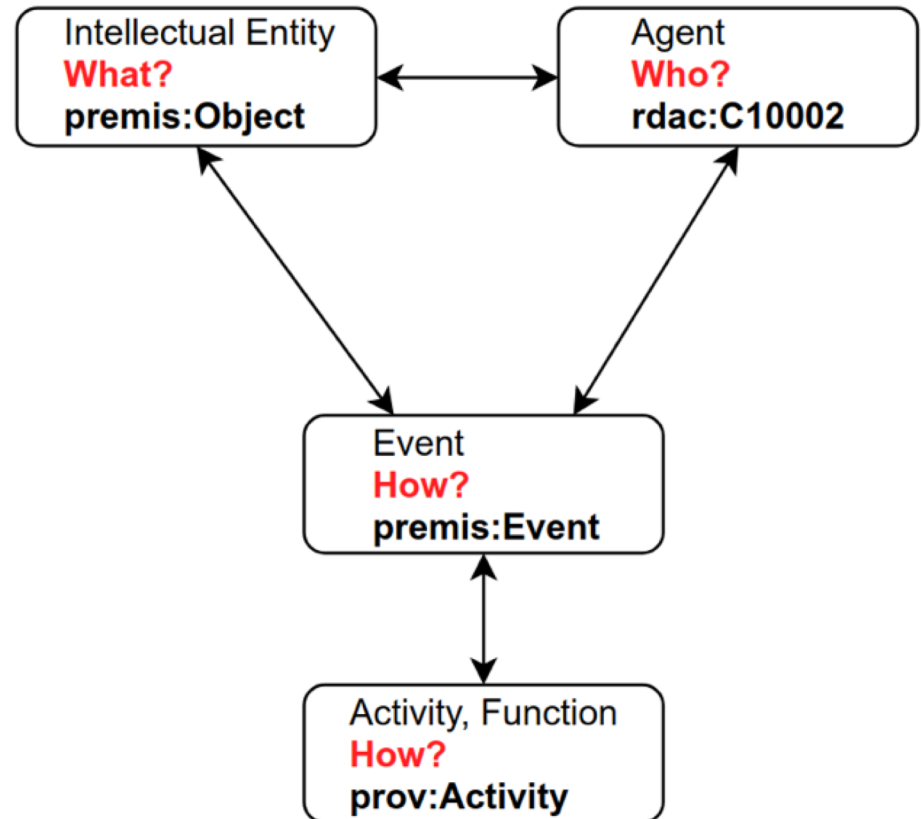 Intellectual Entity
What?
premis:Object
Agent
Who?
rdac:C10002
Event
How?
premis:Event
Activity, Function
How?
prov:Activity